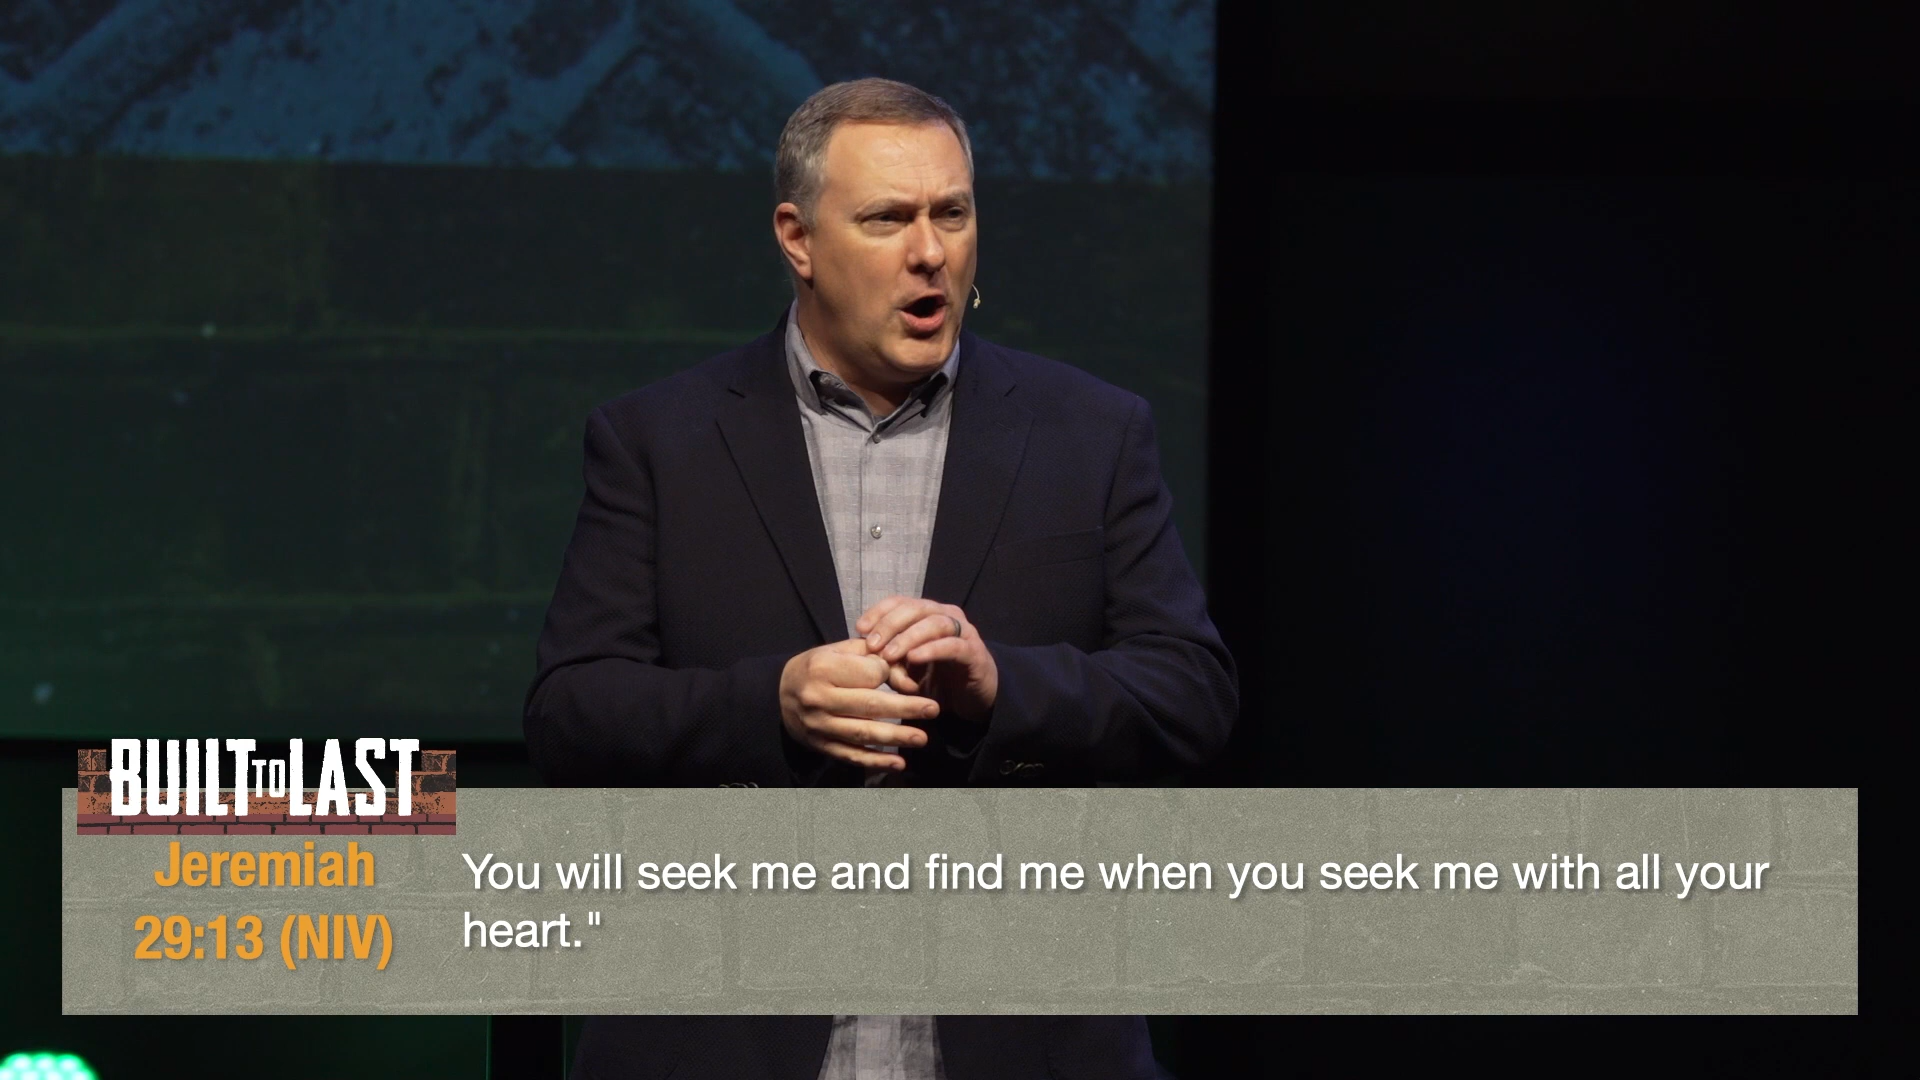 BUILT TO LAST
Jeremiah
29:13 (NIV)
You will seek me and find me when you seek me with all your
heart."